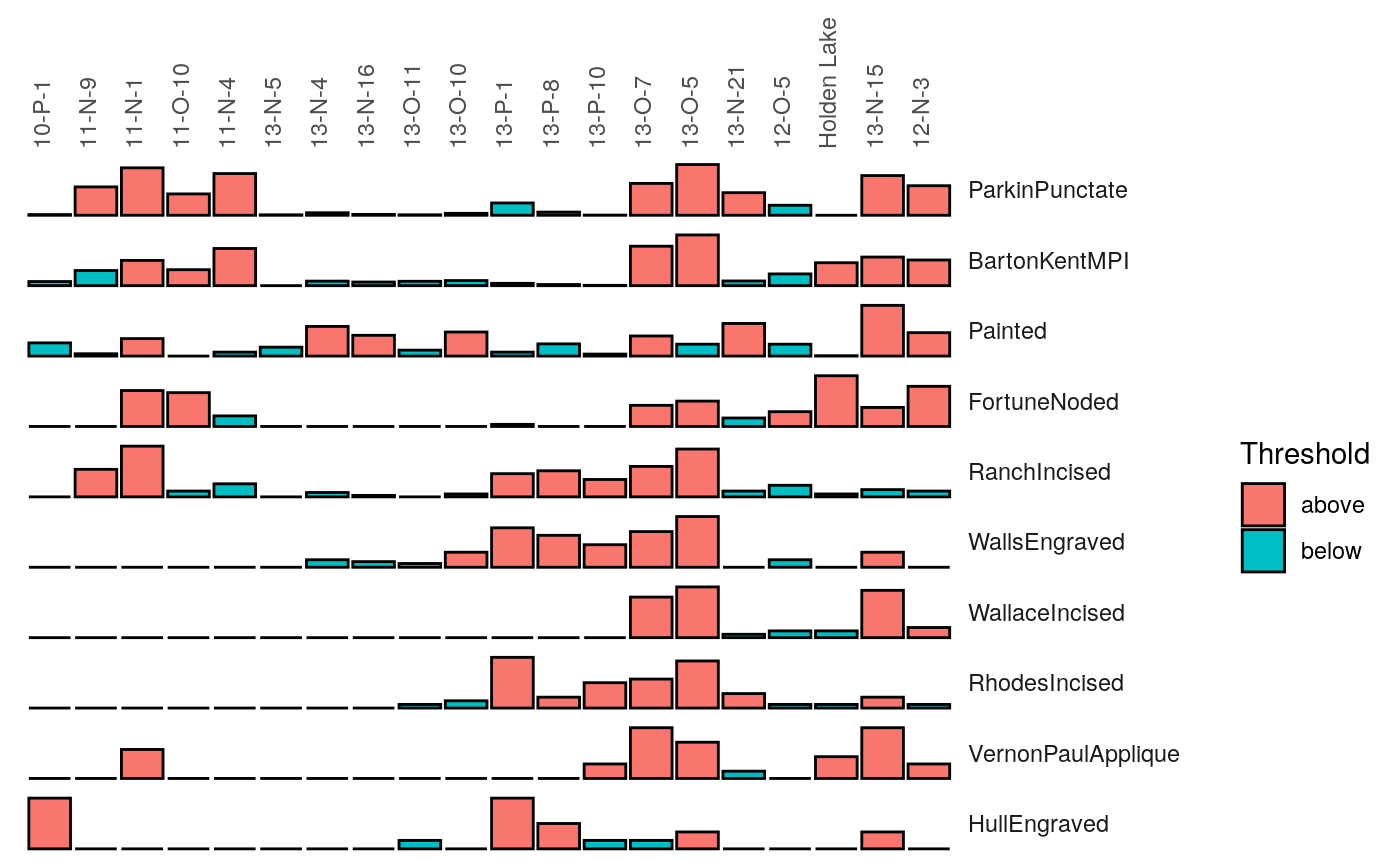 10-P-1
11-N-9
11-N-1
11-O-10
11-N-4
13-N-5
13-N-4
13-N-16
13-O-11
13-O-10
13-P-1
13-P-8
13-P-10
13-O-7
13-O-5
13-N-21
12-O-5
Holden Lake
13-N-15
12-N-3
ParkinPunctate
BartonKentMPI
Painted
FortuneNoded
RanchIncised
WallsEngraved
WallaceIncised
RhodesIncised
VernonPaulApplique
HullEngraved
Threshold
above
below